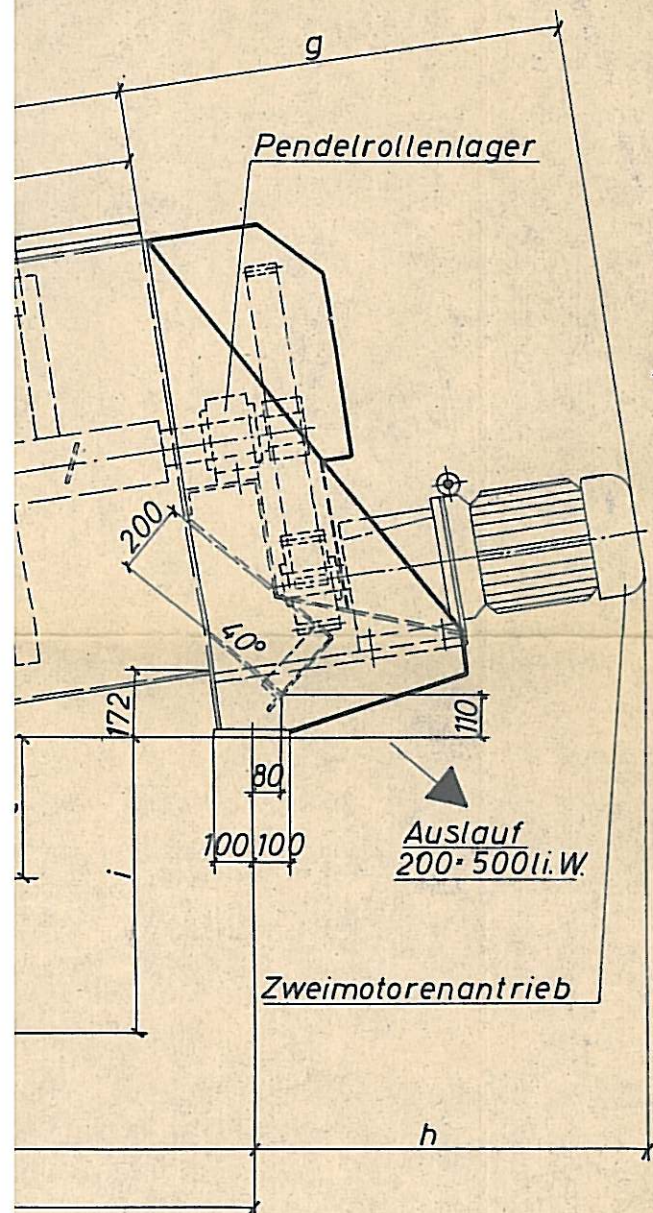 g
Pendelrollenlager
200
40°
172
110
80
100 100
Auslauf
200×500 li.W.
i
Zweimotorenantrieb
h